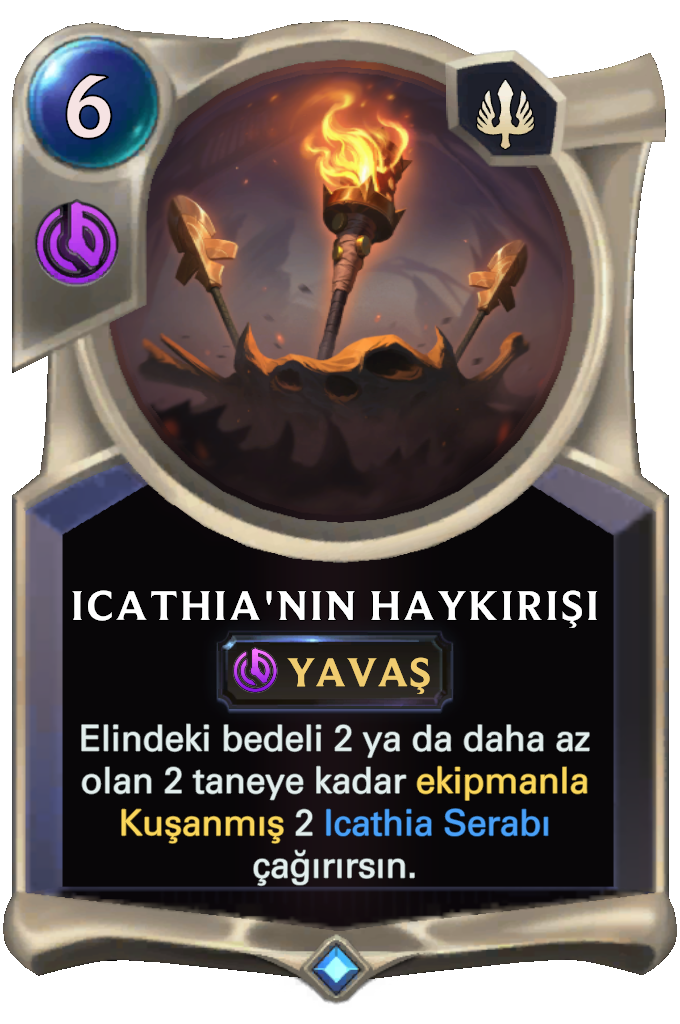 6
ICATHIA'NIN HAYKIRIŞI
YAVAŞ
Elindeki bedeli 2 ya da daha az
olan 2 taneye kadar ekipmanla
Kuşanmış 2 Icathia Serabı
çağırırsın.